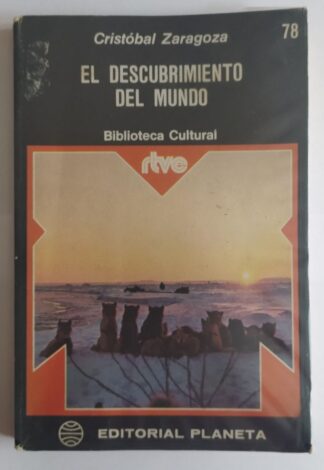 Cristóbal Zaragoza
78
EL DESCUBRIMIENTO
DEL MUNDO
Biblioteca Cultural
rtve
EDITORIAL PLANETA